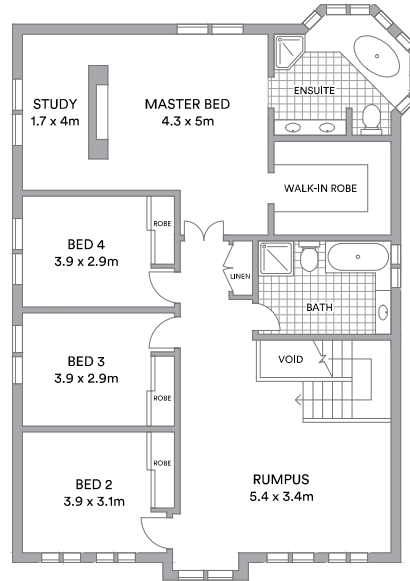 ENSUITE
STUDY
1.7 x 4m
MASTER BED
4.3 x 5m
WALK-IN ROBE
ROBE
BED 4
3.9 x 2.9m
LINEN
BATH
BED 3
3.9 x 2.9m
VOID
ROBE
ROBE
BED 2
3.9 x 3.1m
RUMPUS
5.4 x 3.4m